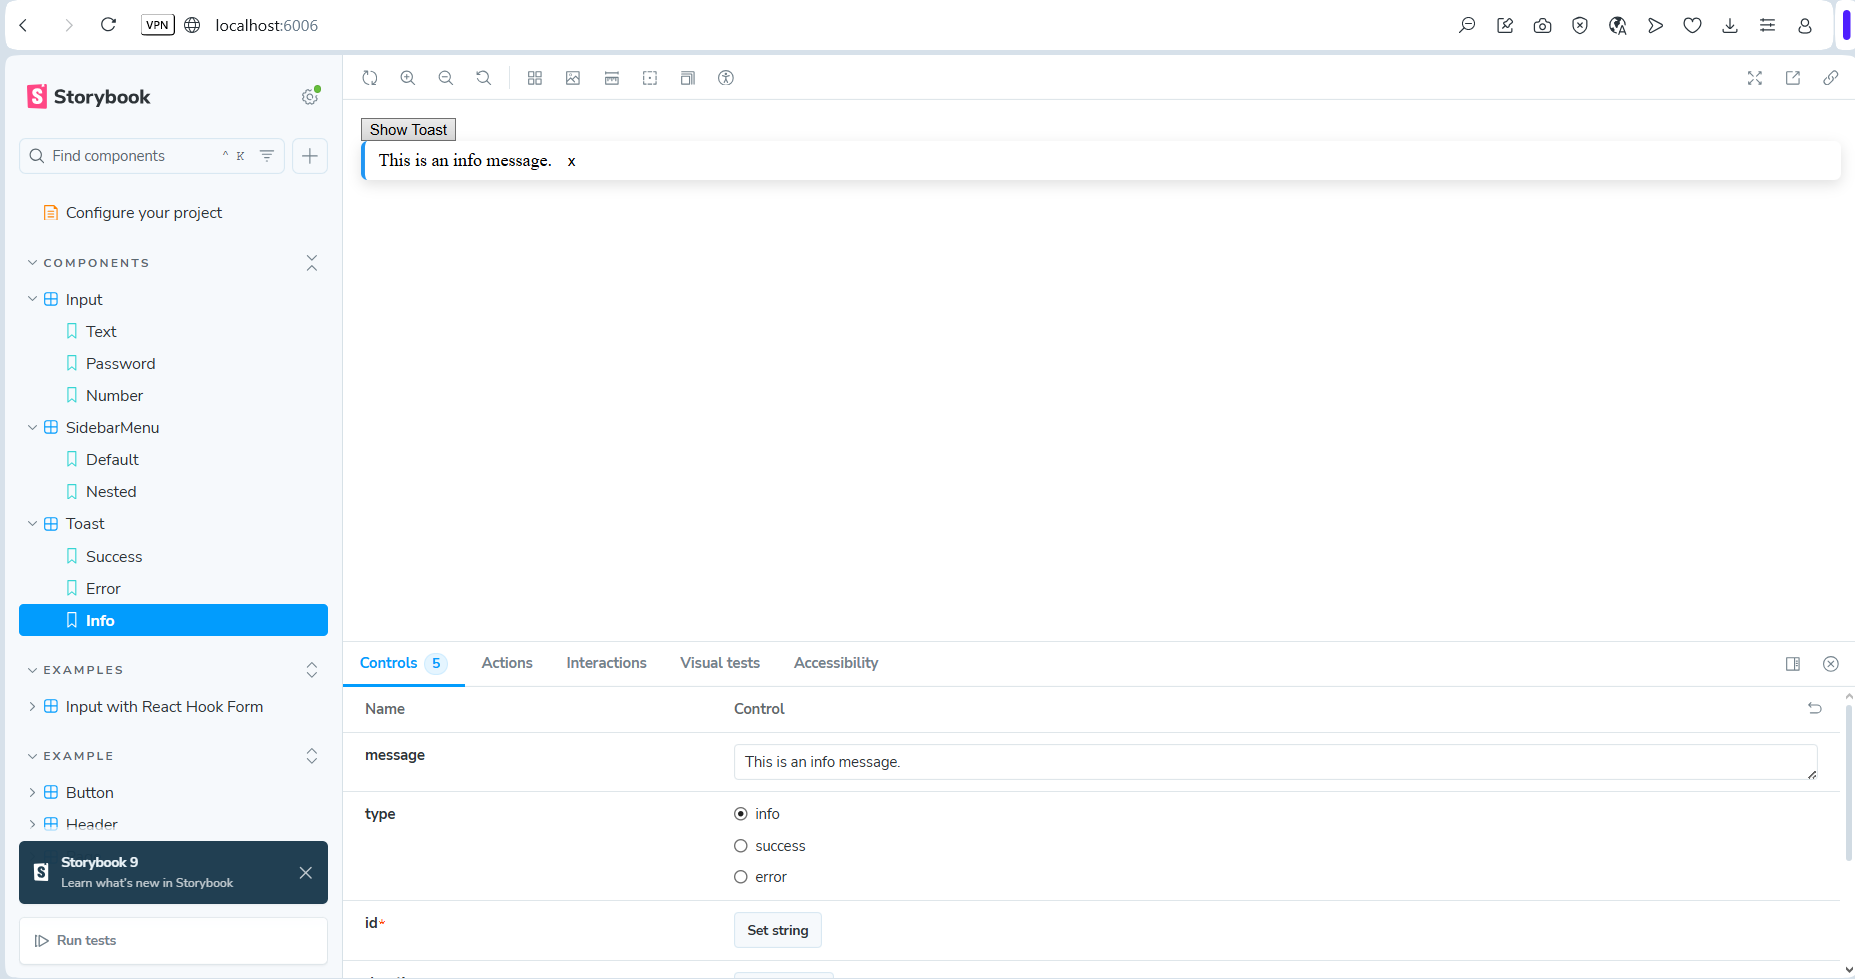 VPN
localhost:6006
Storybook
Find components
^ K
Configure your project
COMPONENTS
Input
Text
Password
Number
SidebarMenu
Default
Nested
Toast
Success
Error
Info
EXAMPLES
Input with React Hook Form
EXAMPLE
Button
Header
Storybook 9
Learn what's new in Storybook
Run tests
Show Toast
This is an info message. x
Controls 5 Actions Interactions Visual tests Accessibility
Name Control
message This is an info message.
type info
success
error
id* Set string